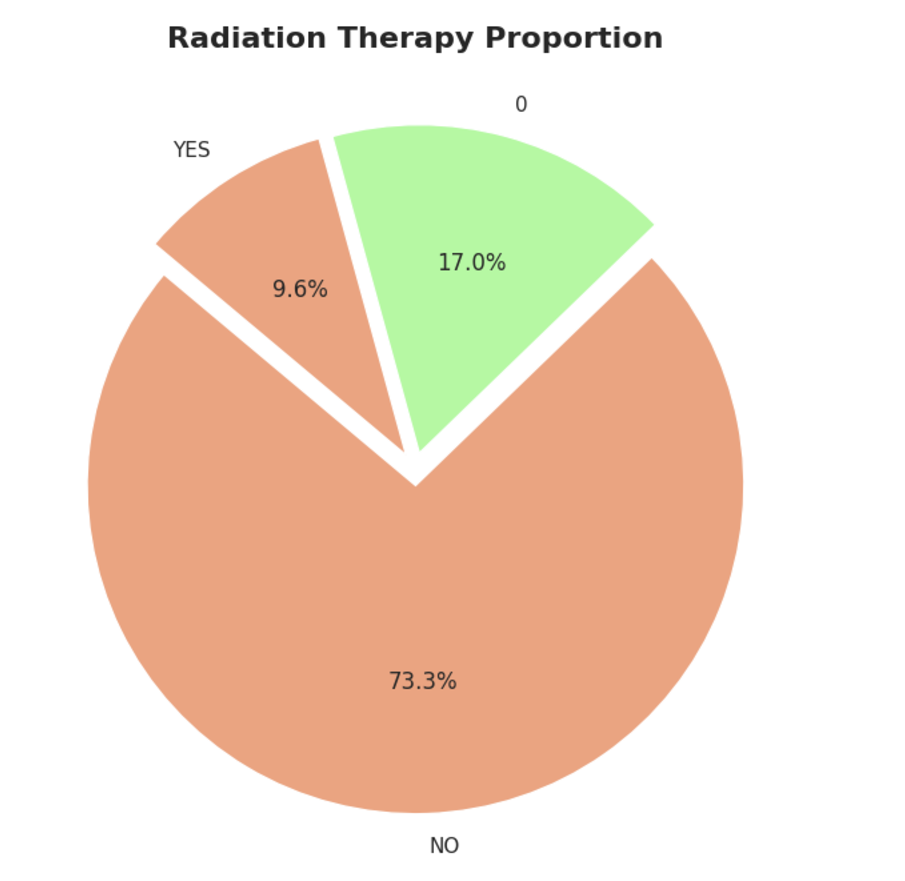 Radiation Therapy Proportion
0
YES
17.0%
9.6%
73.3%
NO